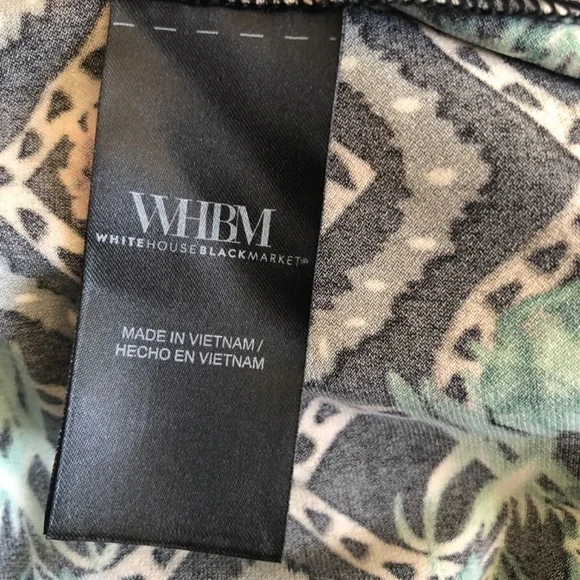 WHBM
WHITEHOUSEBLACKMARKET®
MADE IN VIETNAM /
HECHO EN VIETNAM